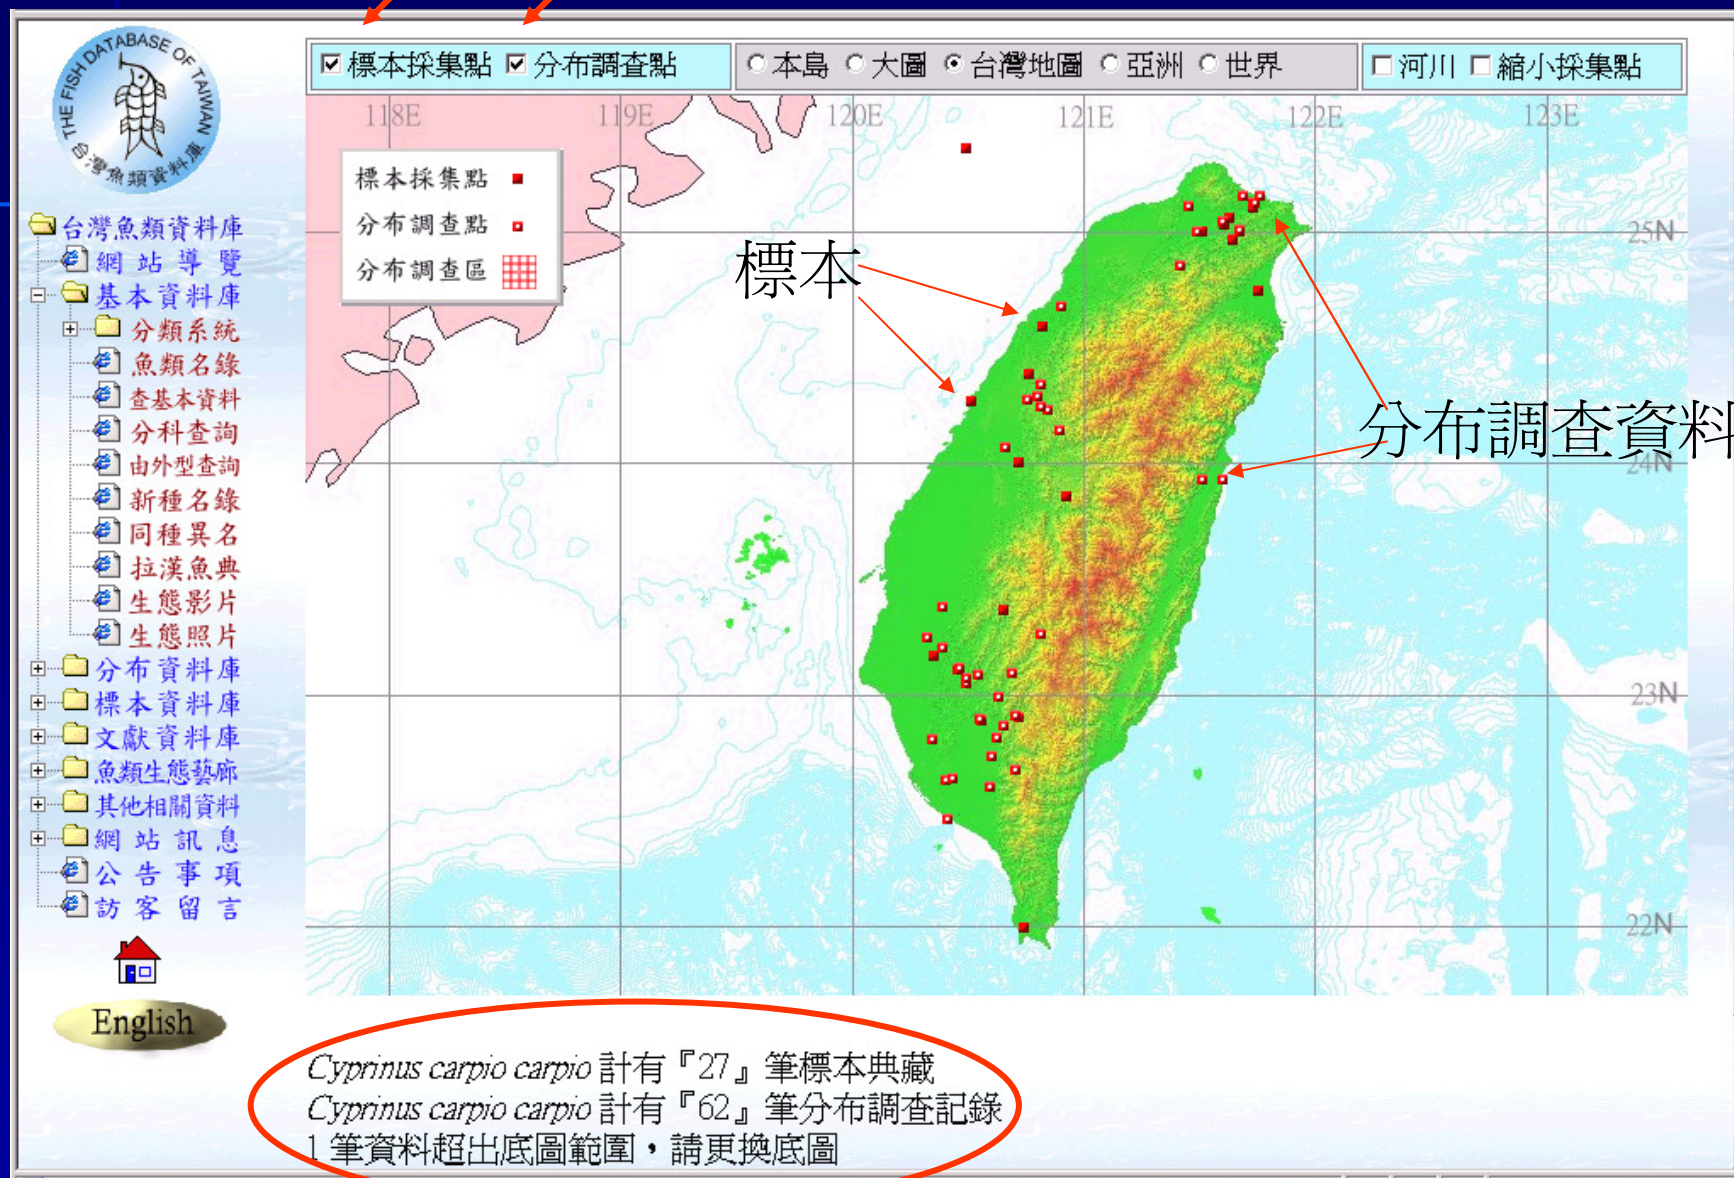 THE FISH DATABASE OF TAIWAN
台灣魚類資料庫
標本採集點 分布調查點 本島 大圖 台灣地圖 亞洲 世界 河川 縮小採集點
118E 119E 120E 121E 122E 123E
標本採集點
分布調查點
分布調查區
25N
標本
分布調查資料
24N
23N
22N
台灣魚類資料庫
網站導覽
基本資料庫
分類系統
魚類名錄
查基本資料
分科查詢
由外型查詢
新種名錄
同種異名
拉漢魚典
生態影片
生態照片
分布資料庫
標本資料庫
文獻資料庫
魚類生態藝廊
其他相關資料
網站訊息
公告事項
訪客留言
English
Cyprinus carpio carpio 計有『27』筆標本典藏
Cyprinus carpio carpio 計有『62』筆分布調查記錄
1 筆資料超出底圖範圍，請更換底圖